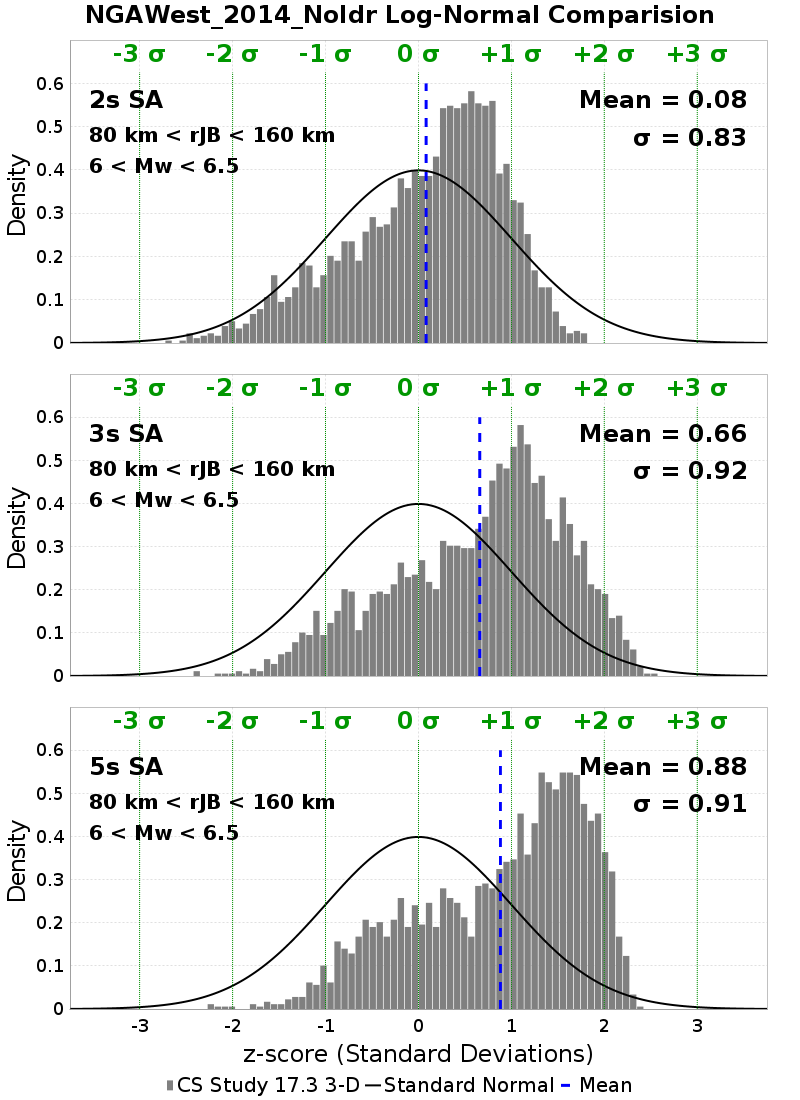 NGAWest_2014_NoIdr Log-Normal Comparision
-3 σ -2 σ -1 σ 0 σ +1 σ +2 σ +3 σ
0.6
2s SA Mean = 0.08
0.5
80 km < rJB < 160 km σ = 0.83
6 < Mw < 6.5
0.4
0.3
0.2
0.1
0
Density
-3 σ -2 σ -1 σ 0 σ +1 σ +2 σ +3 σ
0.6
3s SA Mean = 0.66
0.5
80 km < rJB < 160 km σ = 0.92
6 < Mw < 6.5
0.4
0.3
0.2
0.1
0
Density
-3 σ -2 σ -1 σ 0 σ +1 σ +2 σ +3 σ
0.6
5s SA Mean = 0.88
0.5
80 km < rJB < 160 km σ = 0.91
6 < Mw < 6.5
0.4
0.3
0.2
0.1
0
Density
-3 -2 -1 0 1 2 3
z-score (Standard Deviations)
CS Study 17.3 3-D Standard Normal Mean